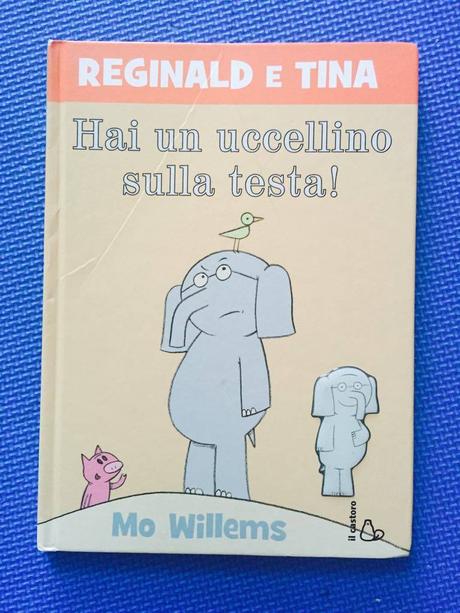 REGINALD E TINA
Hai un uccellino
sulla testa!
Mo Willems
il castoro